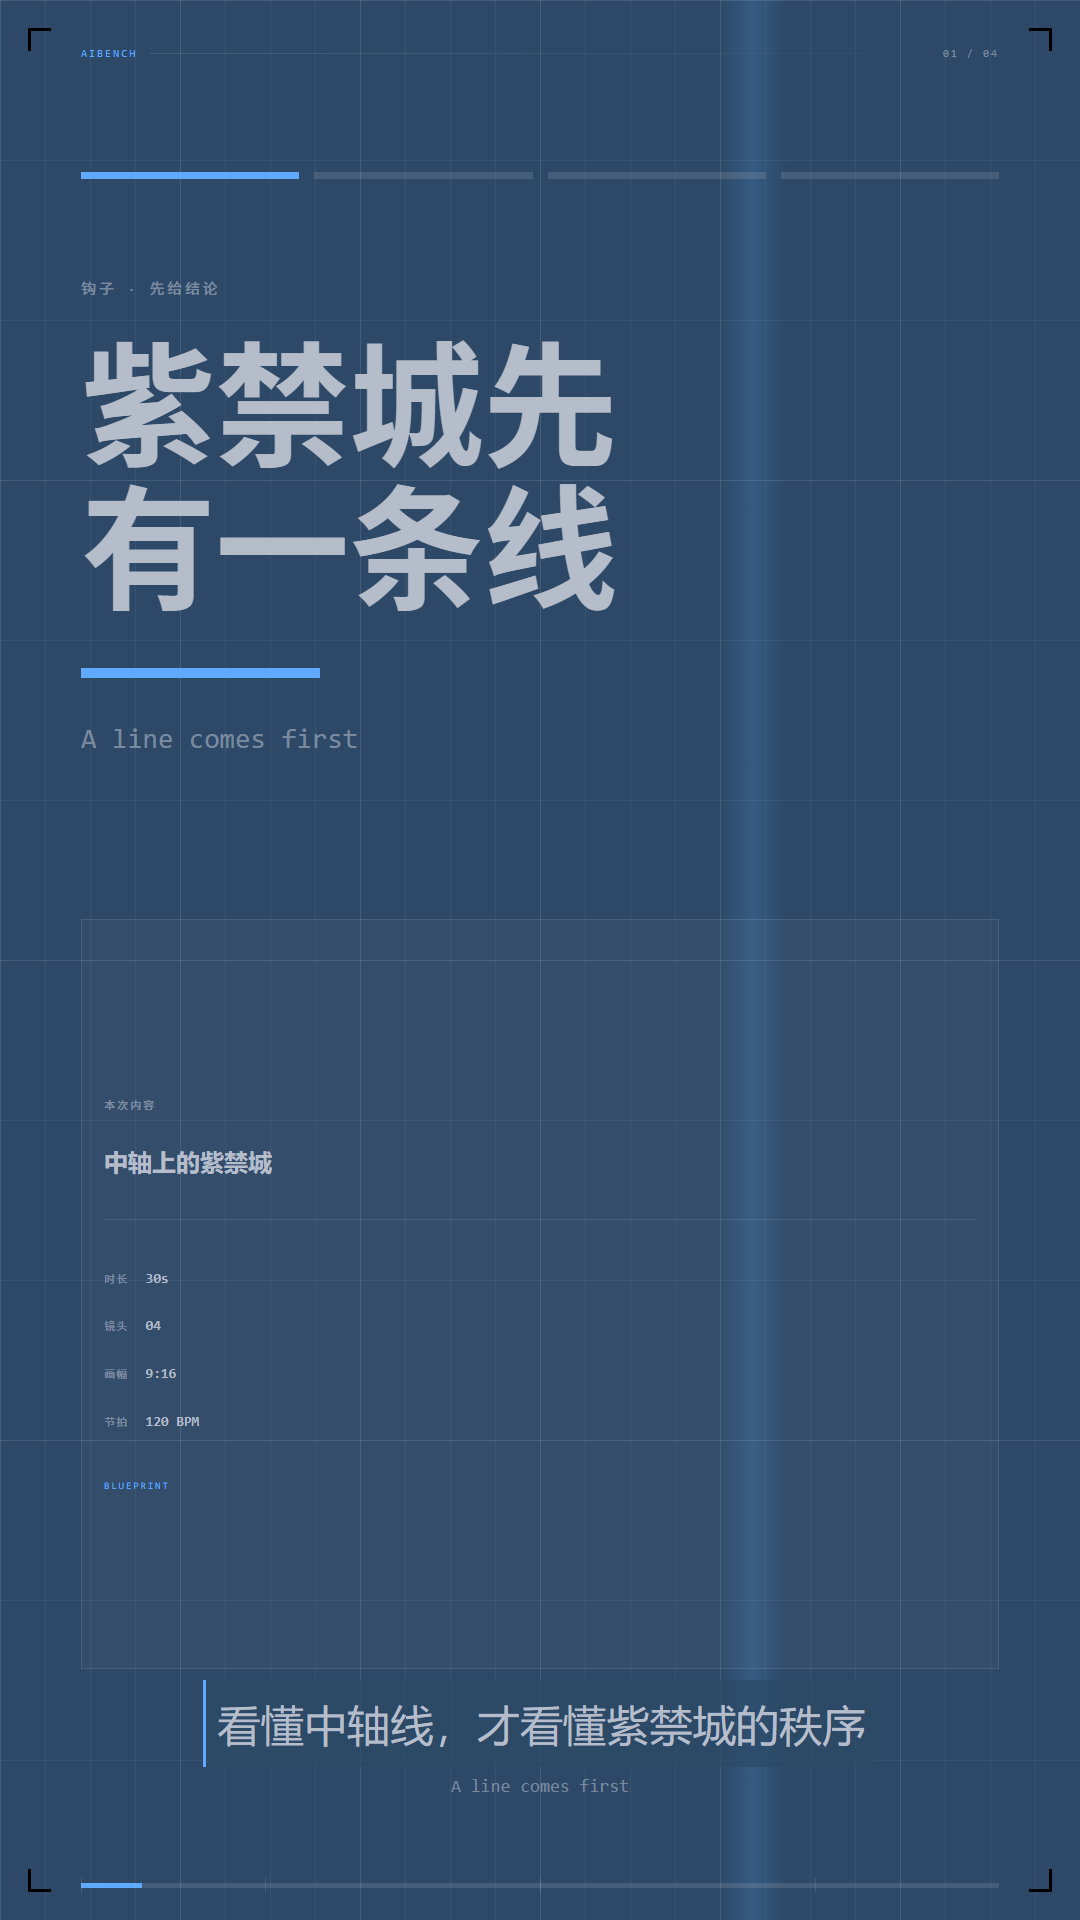 AIBENCH
01 / 04
钩子 · 先给结论
紫禁城先
有一条线
A line comes first
本次内容
中轴上的紫禁城
时长 30s
镜头 04
画幅 9:16
节拍 120 BPM
BLUEPRINT
看懂中轴线，才看懂紫禁城的秩序
A line comes first